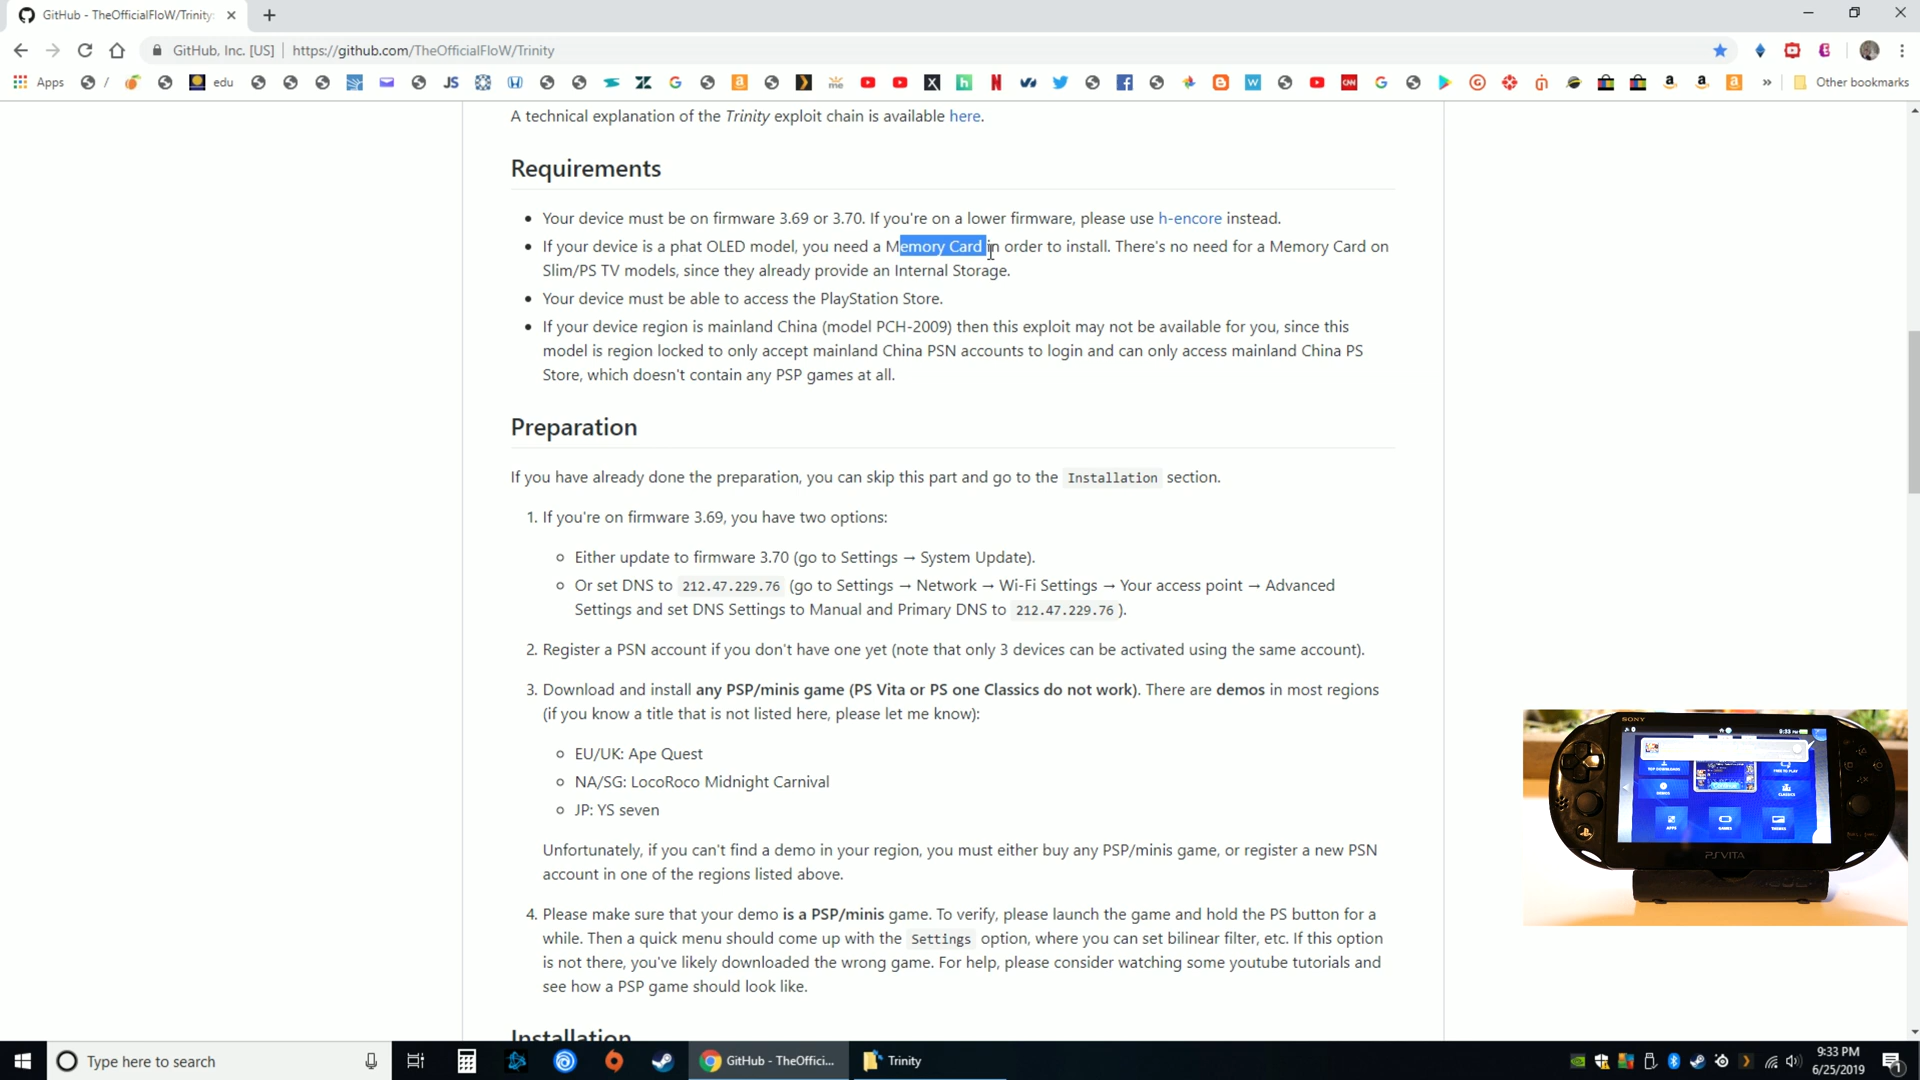 GitHub - TheOfficialFloW/Trinity:
GitHub, Inc. [US] | https://github.com/TheOfficialFloW/Trinity
Apps / edu JS Other bookmarks
A technical explanation of the Trinity exploit chain is available here.
Requirements
• Your device must be on firmware 3.69 or 3.70. If you're on a lower firmware, please use h-encore instead.
• If your device is a phat OLED model, you need a Memory Card in order to install. There's no need for a Memory Card on
Slim/PS TV models, since they already provide an Internal Storage.
• Your device must be able to access the PlayStation Store.
• If your device region is mainland China (model PCH-2009) then this exploit may not be available for you, since this
model is region locked to only accept mainland China PSN accounts to login and can only access mainland China PS
Store, which doesn't contain any PSP games at all.
Preparation
If you have already done the preparation, you can skip this part and go to the Installation section.
1. If you're on firmware 3.69, you have two options:
Either update to firmware 3.70 (go to Settings → System Update).
Or set DNS to 212.47.229.76 (go to Settings → Network → Wi-Fi Settings → Your access point → Advanced
Settings and set DNS Settings to Manual and Primary DNS to 212.47.229.76 ).
2. Register a PSN account if you don't have one yet (note that only 3 devices can be activated using the same account).
3. Download and install any PSP/minis game (PS Vita or PS one Classics do not work). There are demos in most regions
(if you know a title that is not listed here, please let me know):
EU/UK: Ape Quest
NA/SG: LocoRoco Midnight Carnival
JP: YS seven
Unfortunately, if you can't find a demo in your region, you must either buy any PSP/minis game, or register a new PSN
account in one of the regions listed above.
4. Please make sure that your demo is a PSP/minis game. To verify, please launch the game and hold the PS button for a
while. Then a quick menu should come up with the Settings option, where you can set bilinear filter, etc. If this option
is not there, you've likely downloaded the wrong game. For help, please consider watching some youtube tutorials and
see how a PSP game should look like.
Installation
SONY
PSVITA
Type here to search
GitHub - TheOffici...
Trinity
9:33 PM
6/25/2019